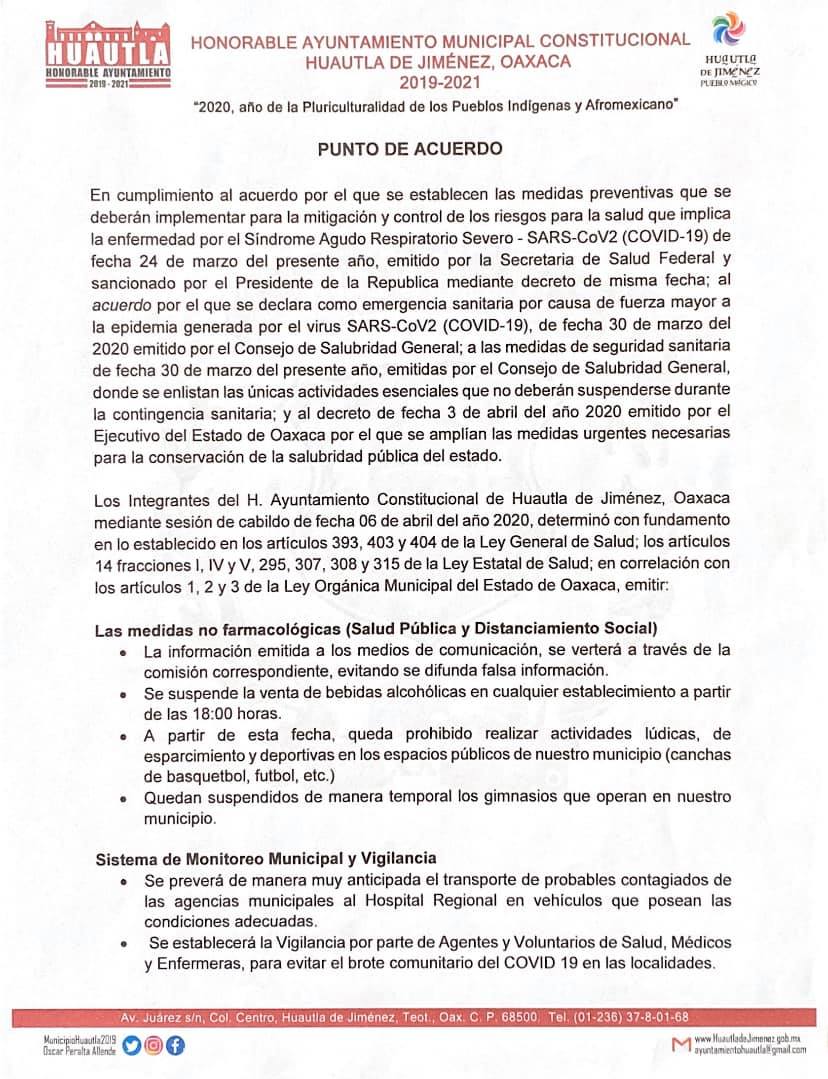 HUAUTLA
HONORABLE AYUNTAMIENTO
2019 - 2021
HONORABLE AYUNTAMIENTO MUNICIPAL CONSTITUCIONAL
HUAUTLA DE JIMÉNEZ, OAXACA
2019-2021
"2020, año de la Pluriculturalidad de los Pueblos Indígenas y Afromexicano"
HUAUTLA
DE JIMÉNEZ
PUEBLO MÁGICO
PUNTO DE ACUERDO
En cumplimiento al acuerdo por el que se establecen las medidas preventivas que se
deberán implementar para la mitigación y control de los riesgos para la salud que implica
la enfermedad por el Síndrome Agudo Respiratorio Severo - SARS-CoV2 (COVID-19) de
fecha 24 de marzo del presente año, emitido por la Secretaria de Salud Federal y
sancionado por el Presidente de la Republica mediante decreto de misma fecha; al
acuerdo por el que se declara como emergencia sanitaria por causa de fuerza mayor a
la epidemia generada por el virus SARS-CoV2 (COVID-19), de fecha 30 de marzo del
2020 emitido por el Consejo de Salubridad General; a las medidas de seguridad sanitaria
de fecha 30 de marzo del presente año, emitidas por el Consejo de Salubridad General,
donde se enlistan las únicas actividades esenciales que no deberán suspenderse durante
la contingencia sanitaria; y al decreto de fecha 3 de abril del año 2020 emitido por el
Ejecutivo del Estado de Oaxaca por el que se amplían las medidas urgentes necesarias
para la conservación de la salubridad pública del estado.
Los Integrantes del H. Ayuntamiento Constitucional de Huautla de Jiménez, Oaxaca
mediante sesión de cabildo de fecha 06 de abril del año 2020, determinó con fundamento
en lo establecido en los artículos 393, 403 y 404 de la Ley General de Salud; los artículos
14 fracciones I, IV y V, 295, 307, 308 y 315 de la Ley Estatal de Salud; en correlación con
los artículos 1, 2 y 3 de la Ley Orgánica Municipal del Estado de Oaxaca, emitir:
Las medidas no farmacológicas (Salud Pública y Distanciamiento Social)
• La información emitida a los medios de comunicación, se verterá a través de la
comisión correspondiente, evitando se difunda falsa información.
• Se suspende la venta de bebidas alcohólicas en cualquier establecimiento a partir
de las 18:00 horas.
• A partir de esta fecha, queda prohibido realizar actividades lúdicas, de
esparcimiento y deportivas en los espacios públicos de nuestro municipio (canchas
de basquetbol, futbol, etc.)
• Quedan suspendidos de manera temporal los gimnasios que operan en nuestro
municipio.
Sistema de Monitoreo Municipal y Vigilancia
• Se preverá de manera muy anticipada el transporte de probables contagiados de
las agencias municipales al Hospital Regional en vehículos que posean las
condiciones adecuadas.
• Se establecerá la Vigilancia por parte de Agentes y Voluntarios de Salud, Médicos
y Enfermeras, para evitar el brote comunitario del COVID 19 en las localidades.
Av. Juárez s/n, Col. Centro, Huautla de Jiménez, Teot., Oax. C. P. 68500. Tel. (01-236) 37-8-01-68
MunicipioHuautla2019
Oscar Peralta Allende
www.HuautladeJimenez.gob.mx
ayuntamientohuautla@gmail.com